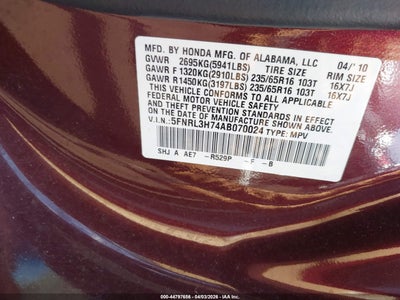 MFD. BY HONDA MFG. OF ALABAMA, LLC 04/'10
GVWR 2695KG(5941LBS) TIRE SIZE RIM SIZE
GAWR F 1320KG(2910LBS) 235/65R16 103T 16X7J
GAWR R 1450KG(3197LBS) 235/65R16 103T 16X7J
THIS VEHICLE CONFORMS TO ALL APPLICABLE
FEDERAL MOTOR VEHICLE SAFETY AND
THEFT PREVENTION STANDARDS IN EFFECT ON
THE DATE OF MANUFACTURE SHOWN ABOVE.
V.I.N.: 5FNRL3H74AB070024 TYPE: MPV
SHJ A AE7 -R529P -F -B
000-44797656 - 04/03/2026 - IAAI.com